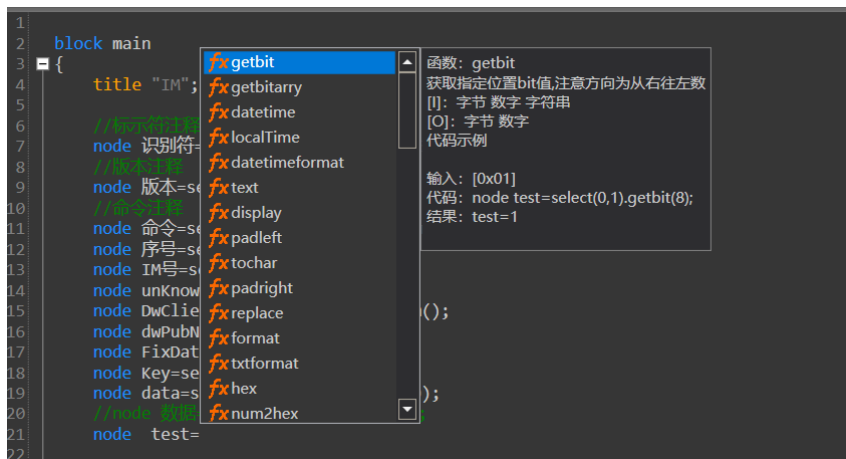 1
2 block main
3 {
4 title "IM";
5
6 //标示符注释
7 node 识别符=
8 //版本注释
9 node 版本=se
10 //命令注释
11 node 命令=se
12 node 序号=se
13 node IM号=se
14 node unKnow
15 node DwClie ();
16 node dwPubN
17 node FixDat
18 node Key=se
19 node data=s );
20 //node 数据 ;
21 node test=
22
getbit
getbitarry
datetime
localTime
datetimeformat
text
display
padleft
tochar
padright
replace
format
txtformat
hex
num2hex
函数：getbit
获取指定位置bit值,注意方向为从右往左数
[I]：字节 数字 字符串
[O]：字节 数字
代码示例
输入：[0x01]
代码：node test=select(0,1).getbit(8);
结果：test=1